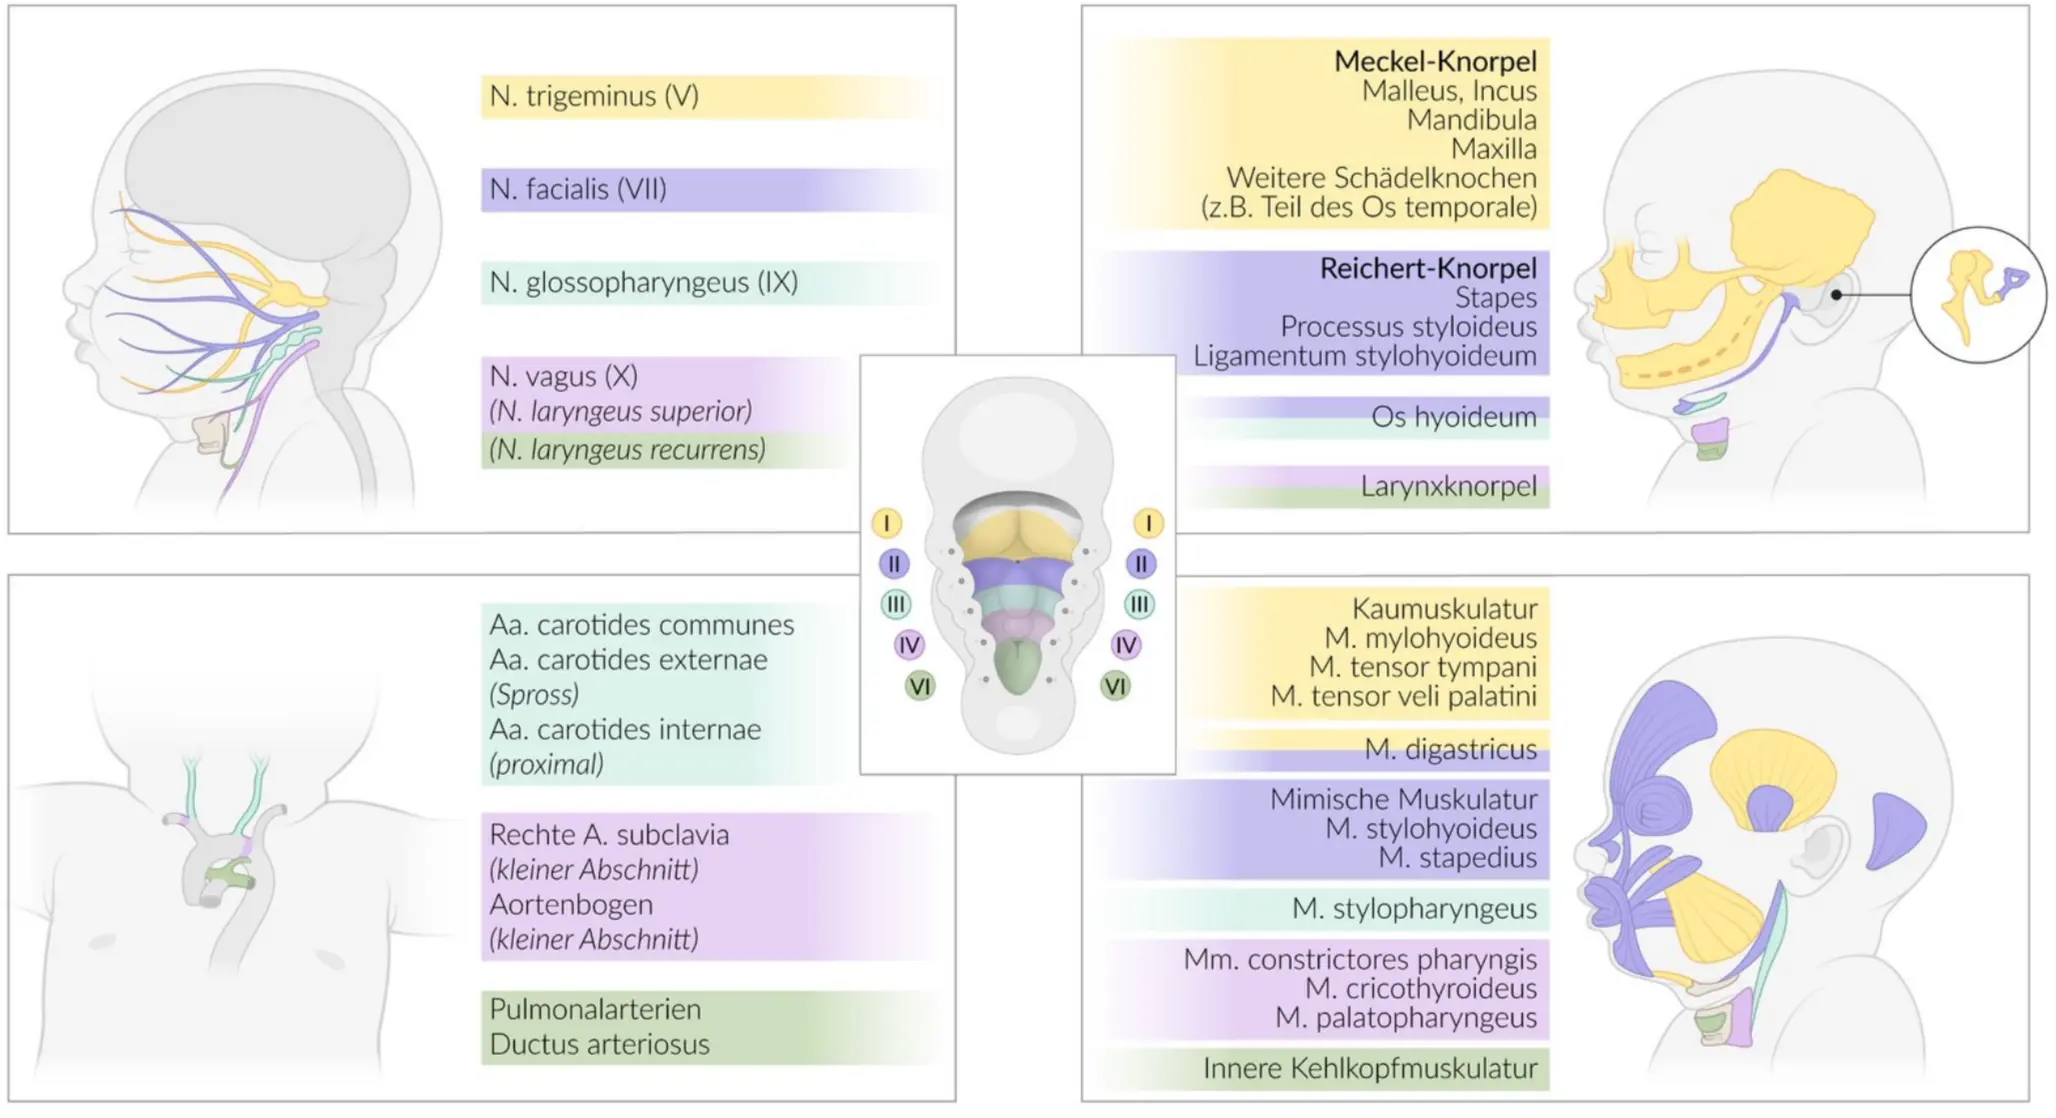 N. trigeminus (V)
N. facialis (VII)
N. glossopharyngeus (IX)
N. vagus (X)
(N. laryngeus superior)
(N. laryngeus recurrens)
Meckel-Knorpel
Malleus, Incus
Mandibula
Maxilla
Weitere Schädelknochen
(z.B. Teil des Os temporale)
Reichert-Knorpel
Stapes
Processus styloideus
Ligamentum stylohyoideum
Os hyoideum
Larynxknorpel
I I
II II
III III
IV IV
VI VI
Aa. carotides communes
Aa. carotides externae
(Spross)
Aa. carotides internae
(proximal)
Rechte A. subclavia
(kleiner Abschnitt)
Aortenbogen
(kleiner Abschnitt)
Pulmonalarterien
Ductus arteriosus
Kaumuskulatur
M. mylohyoideus
M. tensor tympani
M. tensor veli palatini
M. digastricus
Mimische Muskulatur
M. stylohyoideus
M. stapedius
M. stylopharyngeus
Mm. constrictores pharyngis
M. cricothyroideus
M. palatopharyngeus
Innere Kehlkopfmuskulatur